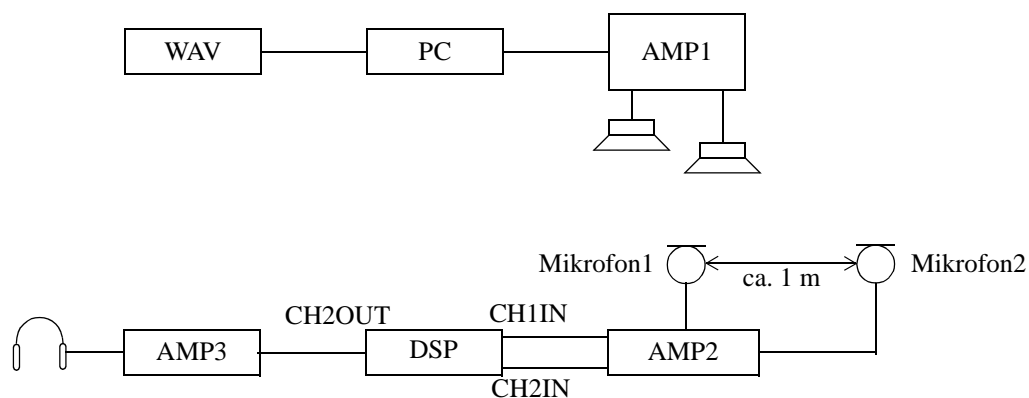 WAV
PC
AMP1
Mikrofon1
ca. 1 m
Mikrofon2
CH2OUT
CH1IN
AMP3
DSP
AMP2
CH2IN